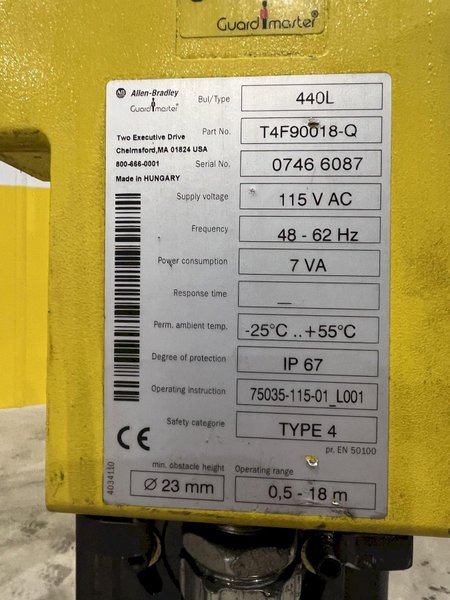 Guardmaster®
AB Allen-Bradley
Guardmaster®
Bul/Type 440L
Two Executive Drive
Chelmsford,MA 01824 USA
800-666-0001
Made in HUNGARY
Part No. T4F90018-Q
Serial No. 0746 6087
Supply voltage 115 V AC
Frequency 48 - 62 Hz
Power consumption 7 VA
Response time __
Perm. ambient temp. -25°C ..+55°C
Degree of protection IP 67
Operating instruction 75035-115-01_L001
Safety categorie TYPE 4
pr. EN 50100
CE
4034110
min. obstacle height Operating range
Ø 23 mm 0,5 - 18 m